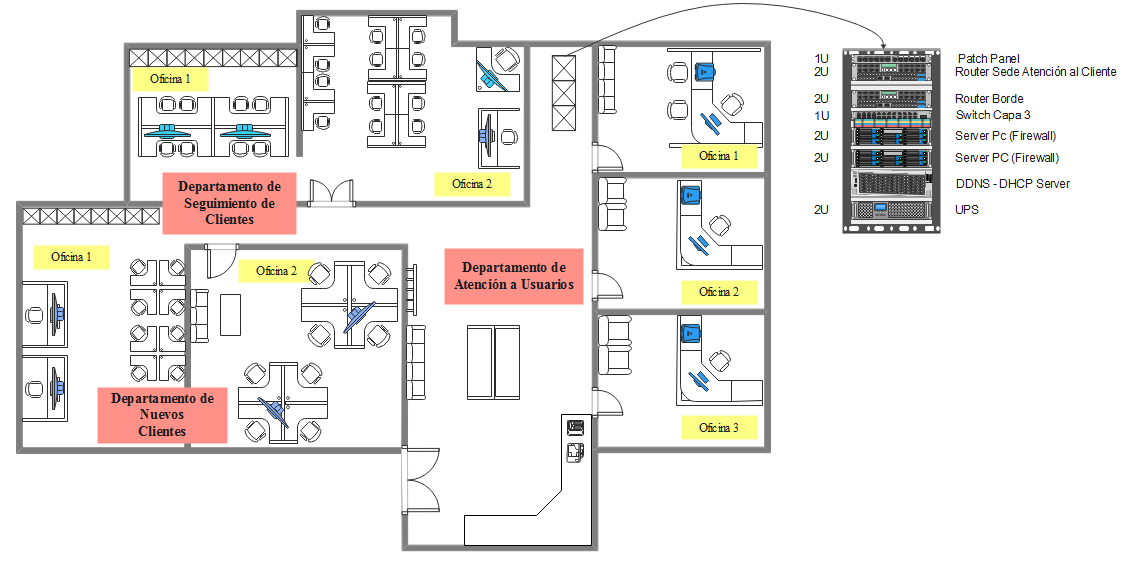 Oficina 1
Departamento de
Seguimiento de
Clientes
Oficina 2
Oficina 1
Oficina 2
Departamento de
Nuevos
Clientes
Departamento de
Atención a Usuarios
Oficina 1
Oficina 2
Oficina 3
1U Patch Panel
2U Router Sede Atención al Cliente
2U Router Borde
1U Switch Capa 3
2U Server Pc (Firewall)
2U Server PC (Firewall)
DDNS - DHCP Server
2U UPS